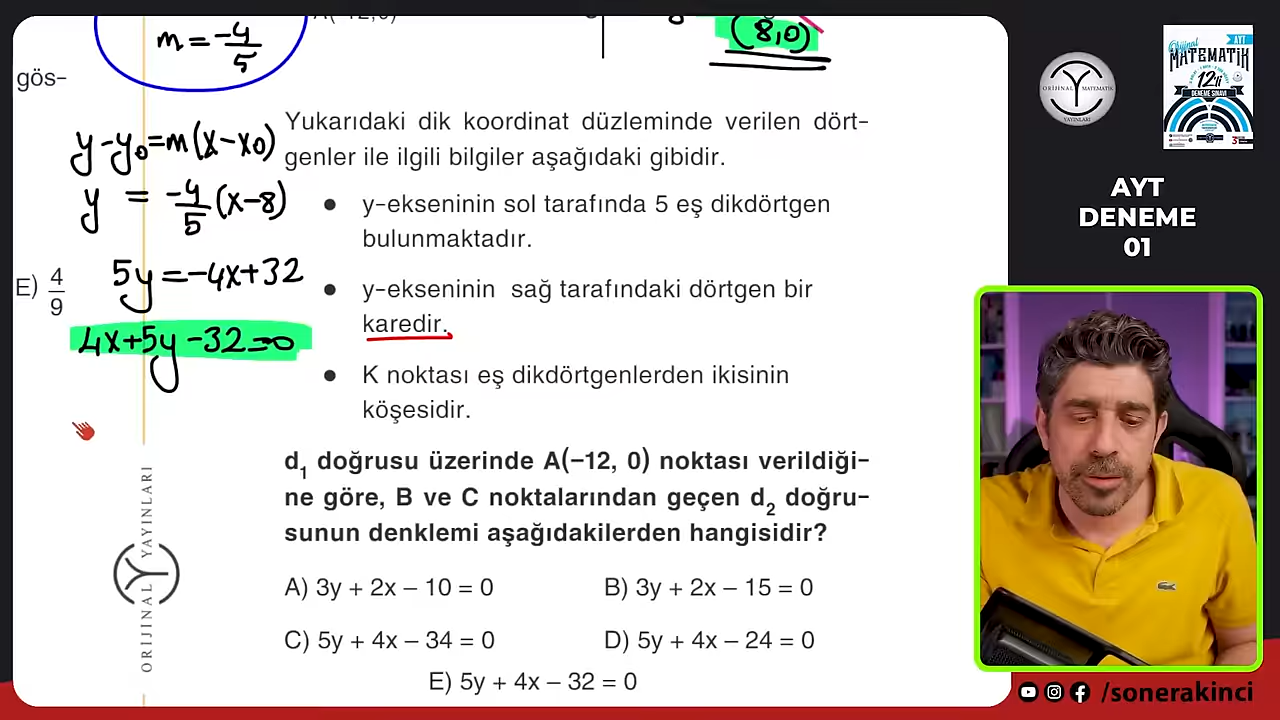 m = -4/5
(8,0)
gös-
Yukarıdaki dik koordinat düzleminde verilen dört-
genler ile ilgili bilgiler aşağıdaki gibidir.
y-y0=m(x-x0)
y = -4/5 (x-8)
• y-ekseninin sol tarafında 5 eş dikdörtgen
bulunmaktadır.
E) 4/9
5y=-4x+32
• y-ekseninin sağ tarafındaki dörtgen bir
karedir.
4x+5y-32=0
• K noktası eş dikdörtgenlerden ikisinin
köşesidir.
d1 doğrusu üzerinde A(–12, 0) noktası verildiği-
ne göre, B ve C noktalarından geçen d2 doğru-
sunun denklemi aşağıdakilerden hangisidir?
A) 3y + 2x – 10 = 0
B) 3y + 2x – 15 = 0
C) 5y + 4x – 34 = 0
D) 5y + 4x – 24 = 0
E) 5y + 4x – 32 = 0
ORİJİNAL YAYINLARI
ORİJİNAL MATEMATİK
YAYINLARI
Orijinal
AYT
MATEMATİK
12'li
DENEME SINAVI
AYT
DENEME
01
/sonerakinci